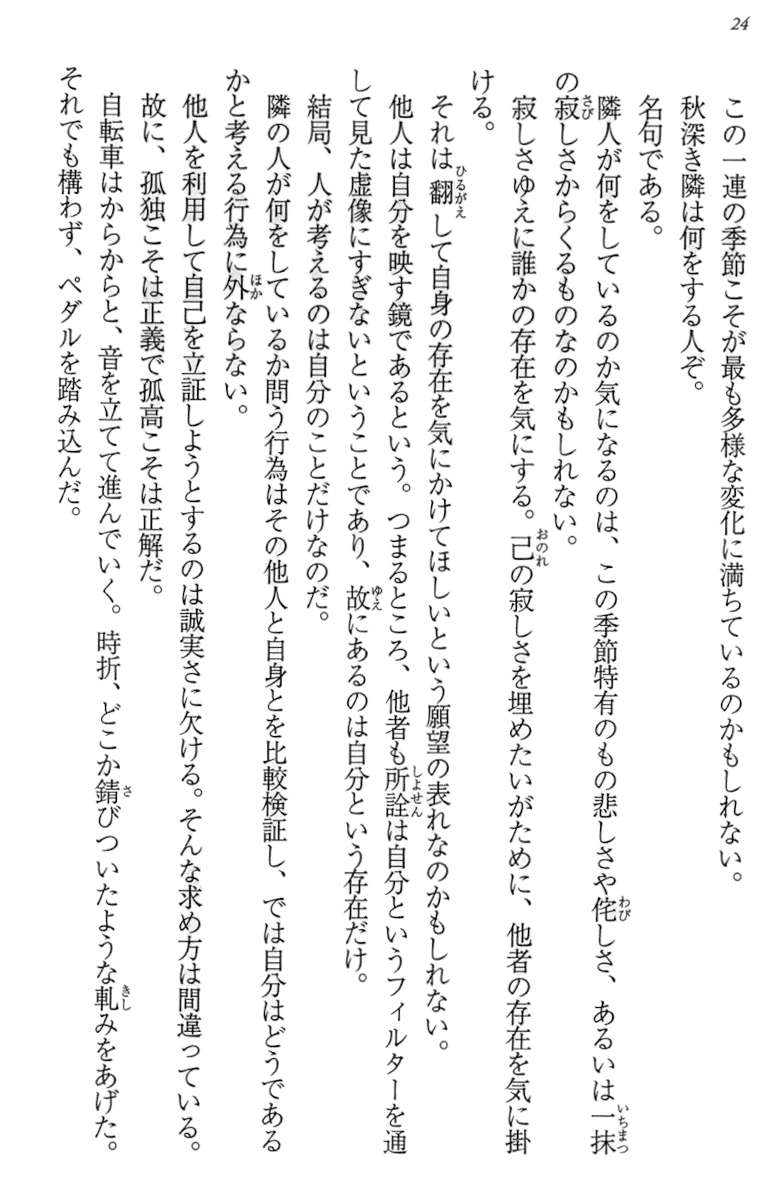 24
この一連の季節こそが最も多様な変化に満ちているのかもしれない。
秋深き隣は何をする人ぞ。
名句である。
隣人が何をしているのか気になるのは、この季節特有のもの悲しさや侘しさ、あるいは一抹
の寂しさからくるものなのかもしれない。
寂しさゆえに誰かの存在を気にする。己の寂しさを埋めたいがために、他者の存在を気に掛
ける。
それは翻して自身の存在を気にかけてほしいという願望の表れなのかもしれない。
他人は自分を映す鏡であるという。つまるところ、他者も所詮は自分というフィルターを通
して見た虚像にすぎないということであり、故にあるのは自分という存在だけ。
結局、人が考えるのは自分のことだけなのだ。
隣の人が何をしているか問う行為はその他人と自身とを比較検証し、では自分はどうである
かと考える行為に外ならない。
他人を利用して自己を立証しようとするのは誠実さに欠ける。そんな求め方は間違っている。
故に、孤独こそは正義で孤高こそは正解だ。
自転車はからからと、音を立てて進んでいく。時折、どこか錆びついたような軋みをあげた。
それでも構わず、ペダルを踏み込んだ。